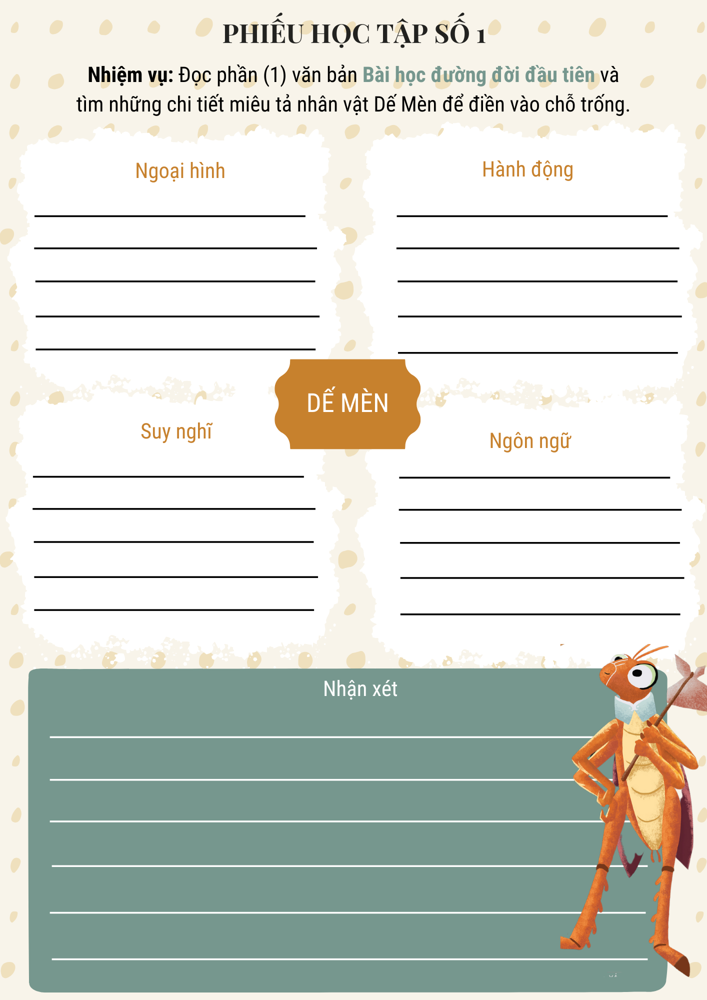 PHIẾU HỌC TẬP SỐ 1
Nhiệm vụ: Đọc phần (1) văn bản Bài học đường đời đầu tiên và
tìm những chi tiết miêu tả nhân vật Dế Mèn để điền vào chỗ trống.
Ngoại hình
Hành động
DẾ MÈN
Suy nghĩ
Ngôn ngữ
Nhận xét